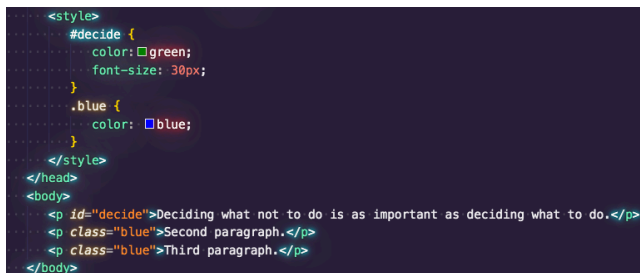 <style>
#decide {
color: green;
font-size: 30px;
}
.blue {
color: blue;
}
</style>
</head>
<body>
<p id="decide">Deciding what not to do is as important as deciding what to do.</p>
<p class="blue">Second paragraph.</p>
<p class="blue">Third paragraph.</p>
</body>